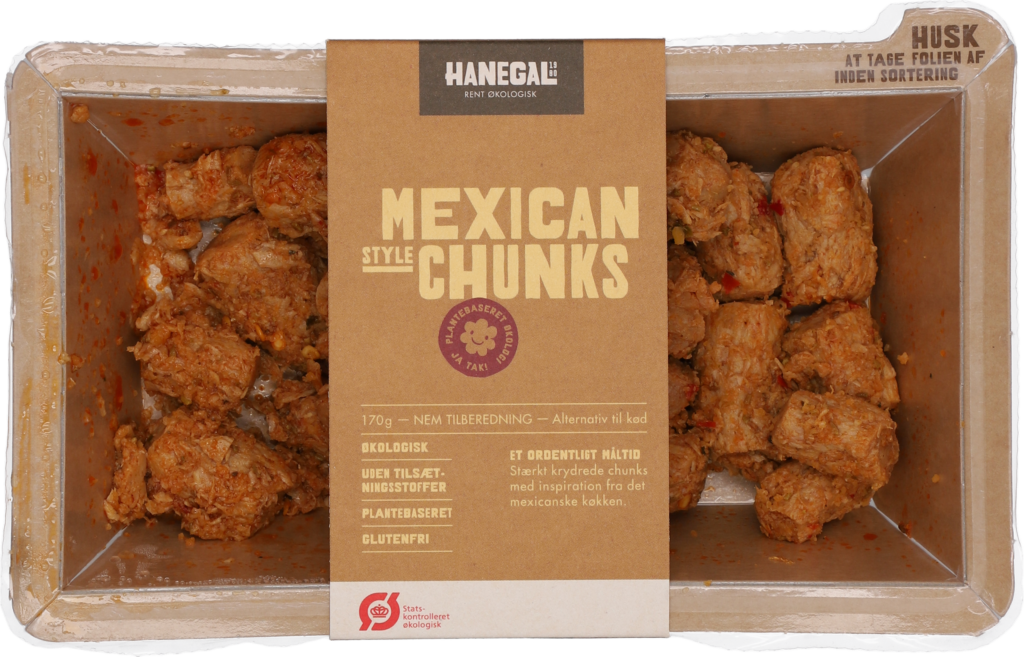 HUSK
AT TAGE FOLIEN AF
INDEN SORTERING
HANEGAL
RENT ØKOLOGISK
MEXICAN
STYLE CHUNKS
PLANTEBASERET ØKOLOGI
JA TAK!
170g — NEM TILBEREDNING — Alternativ til kød
ØKOLOGISK
UDEN TILSÆT-
NINGSSTOFFER
PLANTEBASERET
GLUTENFRI
ET ORDENTLIGT MÅLTID
Stærkt krydrede chunks
med inspiration fra det
mexicanske køkken.
Ø
Stats-
kontrolleret
økologisk